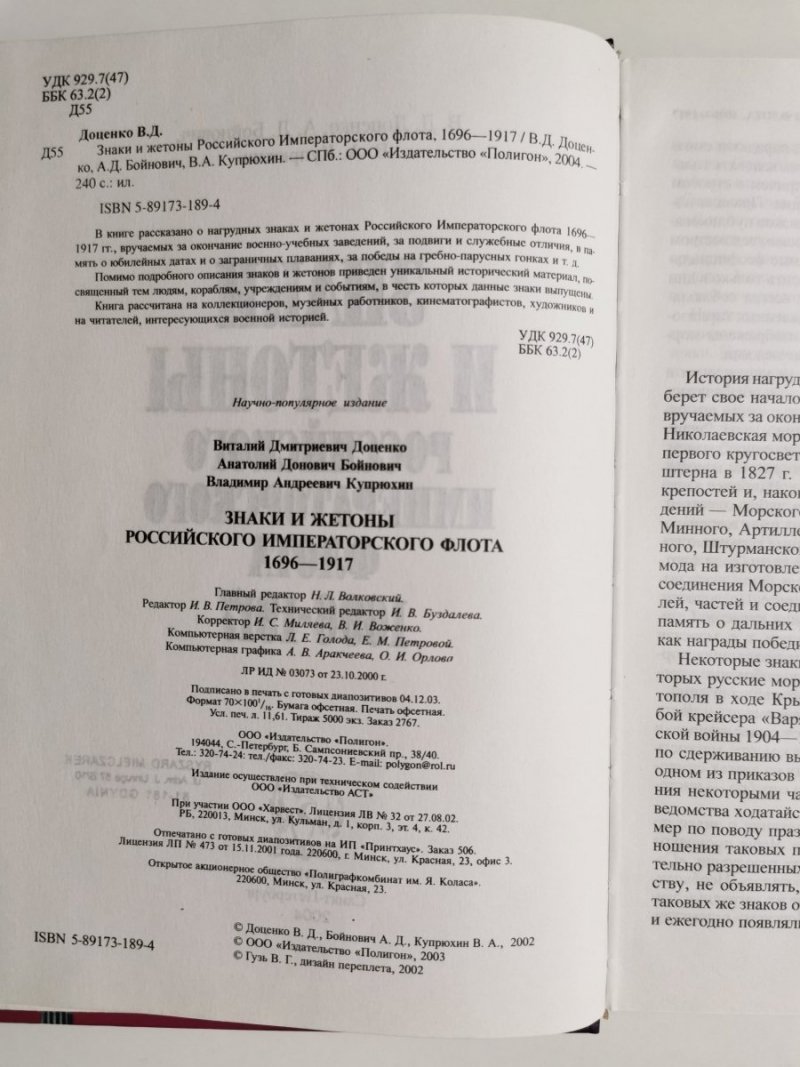 УДК 929.7(47)
ББК 63.2(2)
Д55
Доценко В.Д.
Д55 Знаки и жетоны Российского Императорского флота, 1696—1917 / В.Д. Доцен-
ко, А.Д. Бойнович, В.А. Купрюхин. — СПб.: ООО «Издательство «Полигон», 2004. —
240 с.: ил.
ISBN 5-89173-189-4
В книге рассказано о нагрудных знаках и жетонах Российского Императорского флота 1696—
1917 гг., вручаемых за окончание военно-учебных заведений, за подвиги и служебные отличия, в па-
мять о юбилейных датах и о заграничных плаваниях, за победы на гребно-парусных гонках и т. д.
Помимо подробного описания знаков и жетонов приведен уникальный исторический материал, по-
священный тем людям, кораблям, учреждениям и событиям, в честь которых данные знаки выпущены.
Книга рассчитана на коллекционеров, музейных работников, кинематографистов, художников и
на читателей, интересующихся военной историей.
УДК 929.7(47)
ББК 63.2(2)
Научно-популярное издание
Виталий Дмитриевич Доценко
Анатолий Донович Бойнович
Владимир Андреевич Купрюхин
ЗНАКИ И ЖЕТОНЫ
РОССИЙСКОГО ИМПЕРАТОРСКОГО ФЛОТА
1696—1917
Главный редактор Н. Л. Волковский.
Редактор И. В. Петрова. Технический редактор И. В. Буздалева.
Корректор И. С. Миляева, В. И. Воженко.
Компьютерная верстка Л. Е. Голода, Е. М. Петровой.
Компьютерная графика А. В. Аракчеева, О. И. Орлова
ЛР ИД № 03073 от 23.10.2000 г.
Подписано в печать с готовых диапозитивов 04.12.03.
Формат 70×100¹/₁₆. Бумага офсетная. Печать офсетная.
Усл. печ. л. 11,61. Тираж 5000 экз. Заказ 2767.
ООО «Издательство «Полигон».
194044, С.-Петербург, Б. Сампсониевский пр., 38/40.
Тел.: 320-74-24; тел./факс: 320-74-23. E-mail: polygon@rol.ru
Издание осуществлено при техническом содействии
ООО «Издательство АСТ»
При участии ООО «Харвест». Лицензия ЛВ № 32 от 27.08.02.
РБ, 220013, Минск, ул. Кульман, д. 1, корп. 3, эт. 4, к. 42.
Отпечатано с готовых диапозитивов на ИП «Принтхаус». Заказ 506.
Лицензия ЛП № 473 от 15.11.2001 года. 220600, г. Минск, ул. Красная, 23, офис 3.
Открытое акционерное общество «Полиграфкомбинат им. Я. Коласа».
220600, Минск, ул. Красная, 23.
ISBN 5-89173-189-4
© Доценко В. Д., Бойнович А. Д., Купрюхин В. А., 2002
© ООО «Издательство «Полигон», 2003
© Гузь В. Г., дизайн переплета, 2002
История нагруд
берет свое начало
вручаемых за окон
Николаевская мор
первого кругосвет
штерна в 1827 г.
крепостей и, након
дений — Морского
Минного, Артилле
ного, Штурманско
мода на изготовле
соединения Морск
лей, частей и соеди
память о дальних
как награды победи
Некоторые знаки
торых русские мор
тополя в ходе Кры
бой крейсера «Варя
ской войны 1904—
по сдерживанию вы
одном из приказов
ния некоторыми ча
ведомства ходатайс
мер по поводу праз
ношения таковых п
тельно разрешенных
ству, не объявлять,
таковых же знаков о
и ежегодно появляли